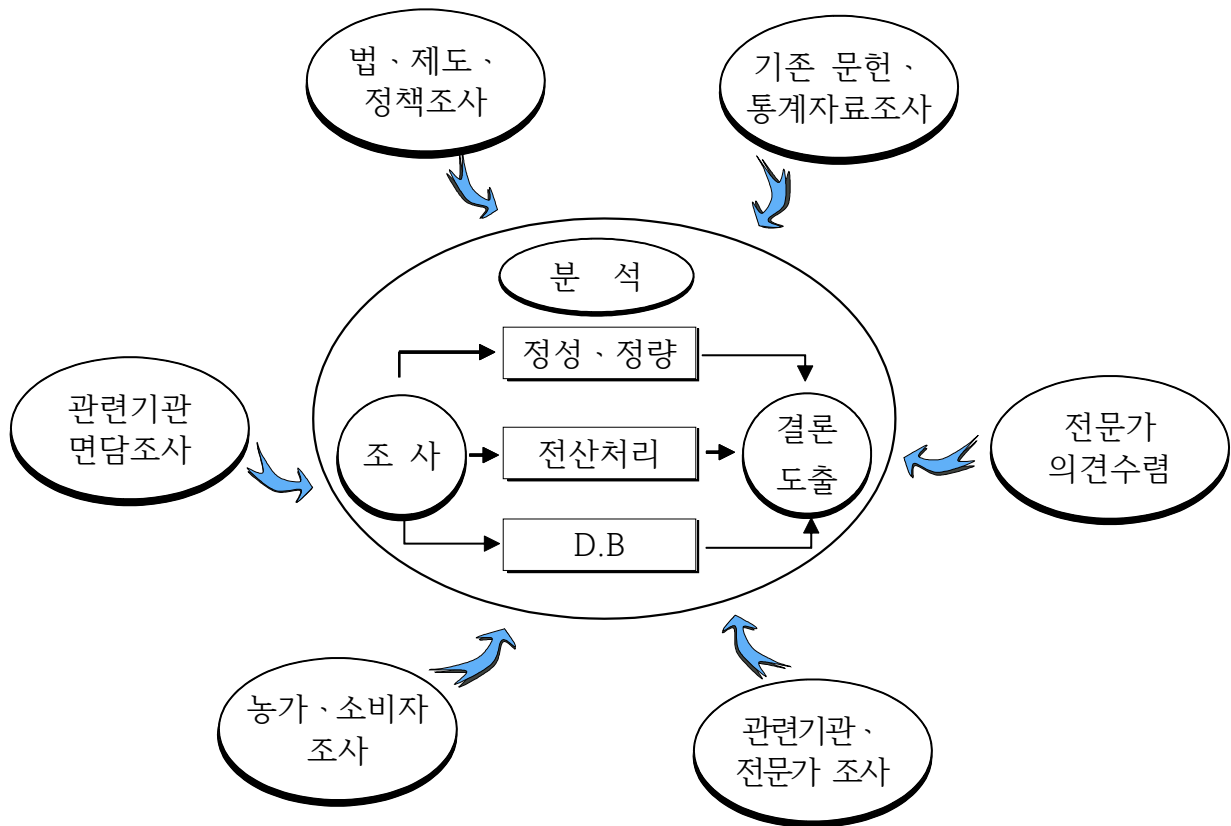 법、제도、
정책조사
기존 문헌、
통계자료조사
분 석
정성、정량
관련기관
면담조사
조 사
전산처리
결론
도출
전문가
의견수렴
D.B
농가、소비자
조사
관련기관、
전문가 조사